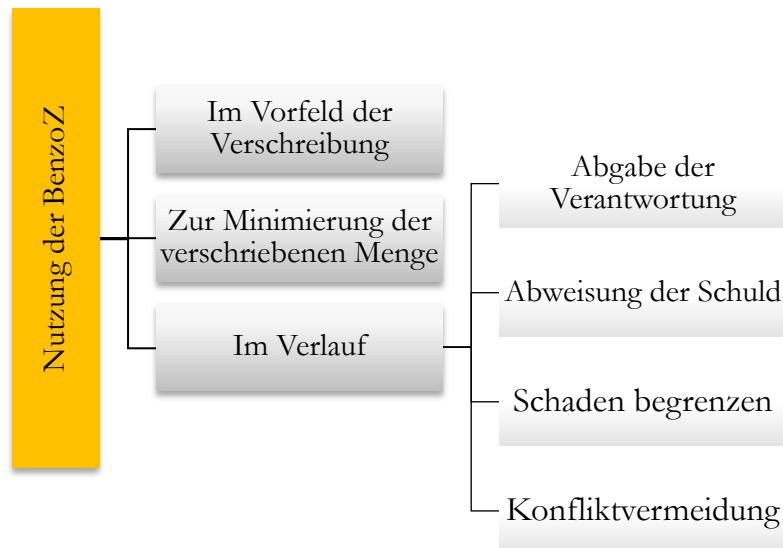 Nutzung der BenzoZ
Im Vorfeld der
Verschreibung
Zur Minimierung der
verschriebenen Menge
Im Verlauf
Abgabe der
Verantwortung
Abweisung der Schuld
Schaden begrenzen
Konfliktvermeidung